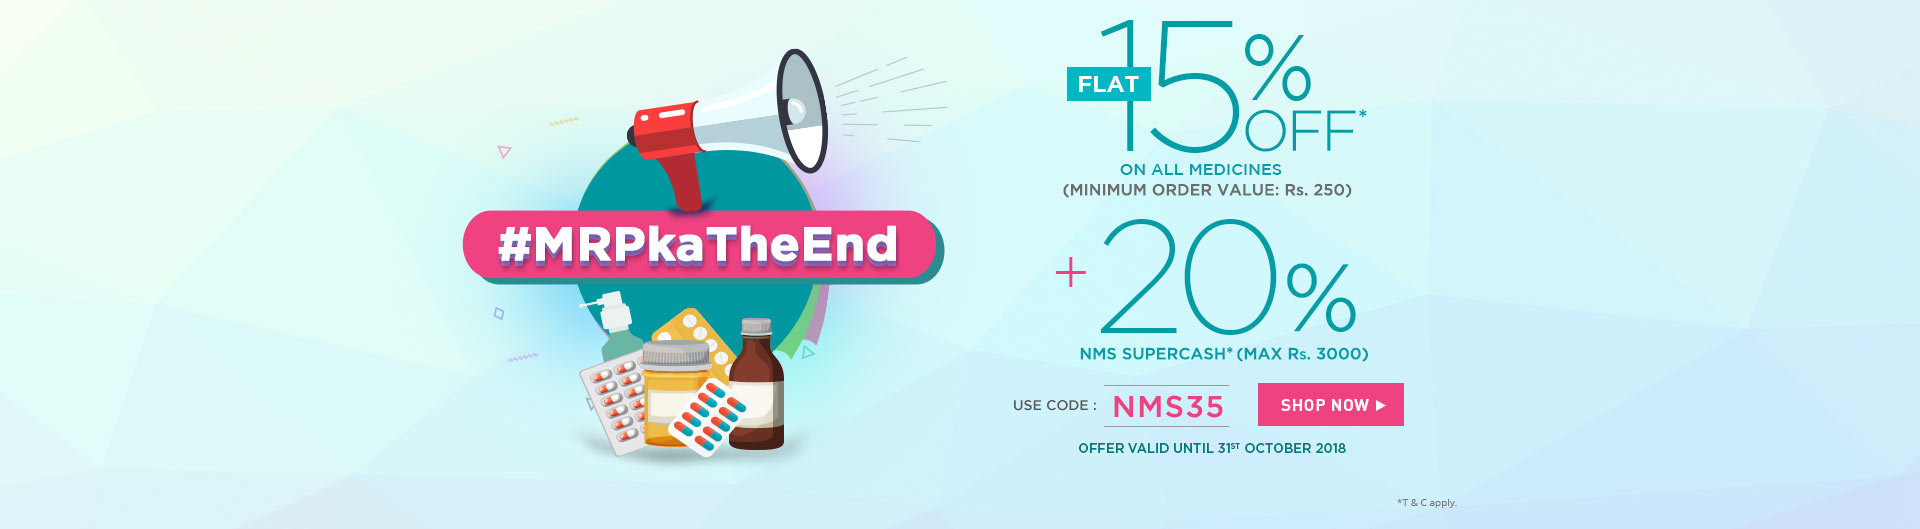 #MRPkaTheEnd
FLAT 15% OFF*
ON ALL MEDICINES
(MINIMUM ORDER VALUE: Rs. 250)
+ 20%
NMS SUPERCASH* (MAX Rs. 3000)
USE CODE : NMS35 SHOP NOW ▶
OFFER VALID UNTIL 31ST OCTOBER 2018
*T & C apply.